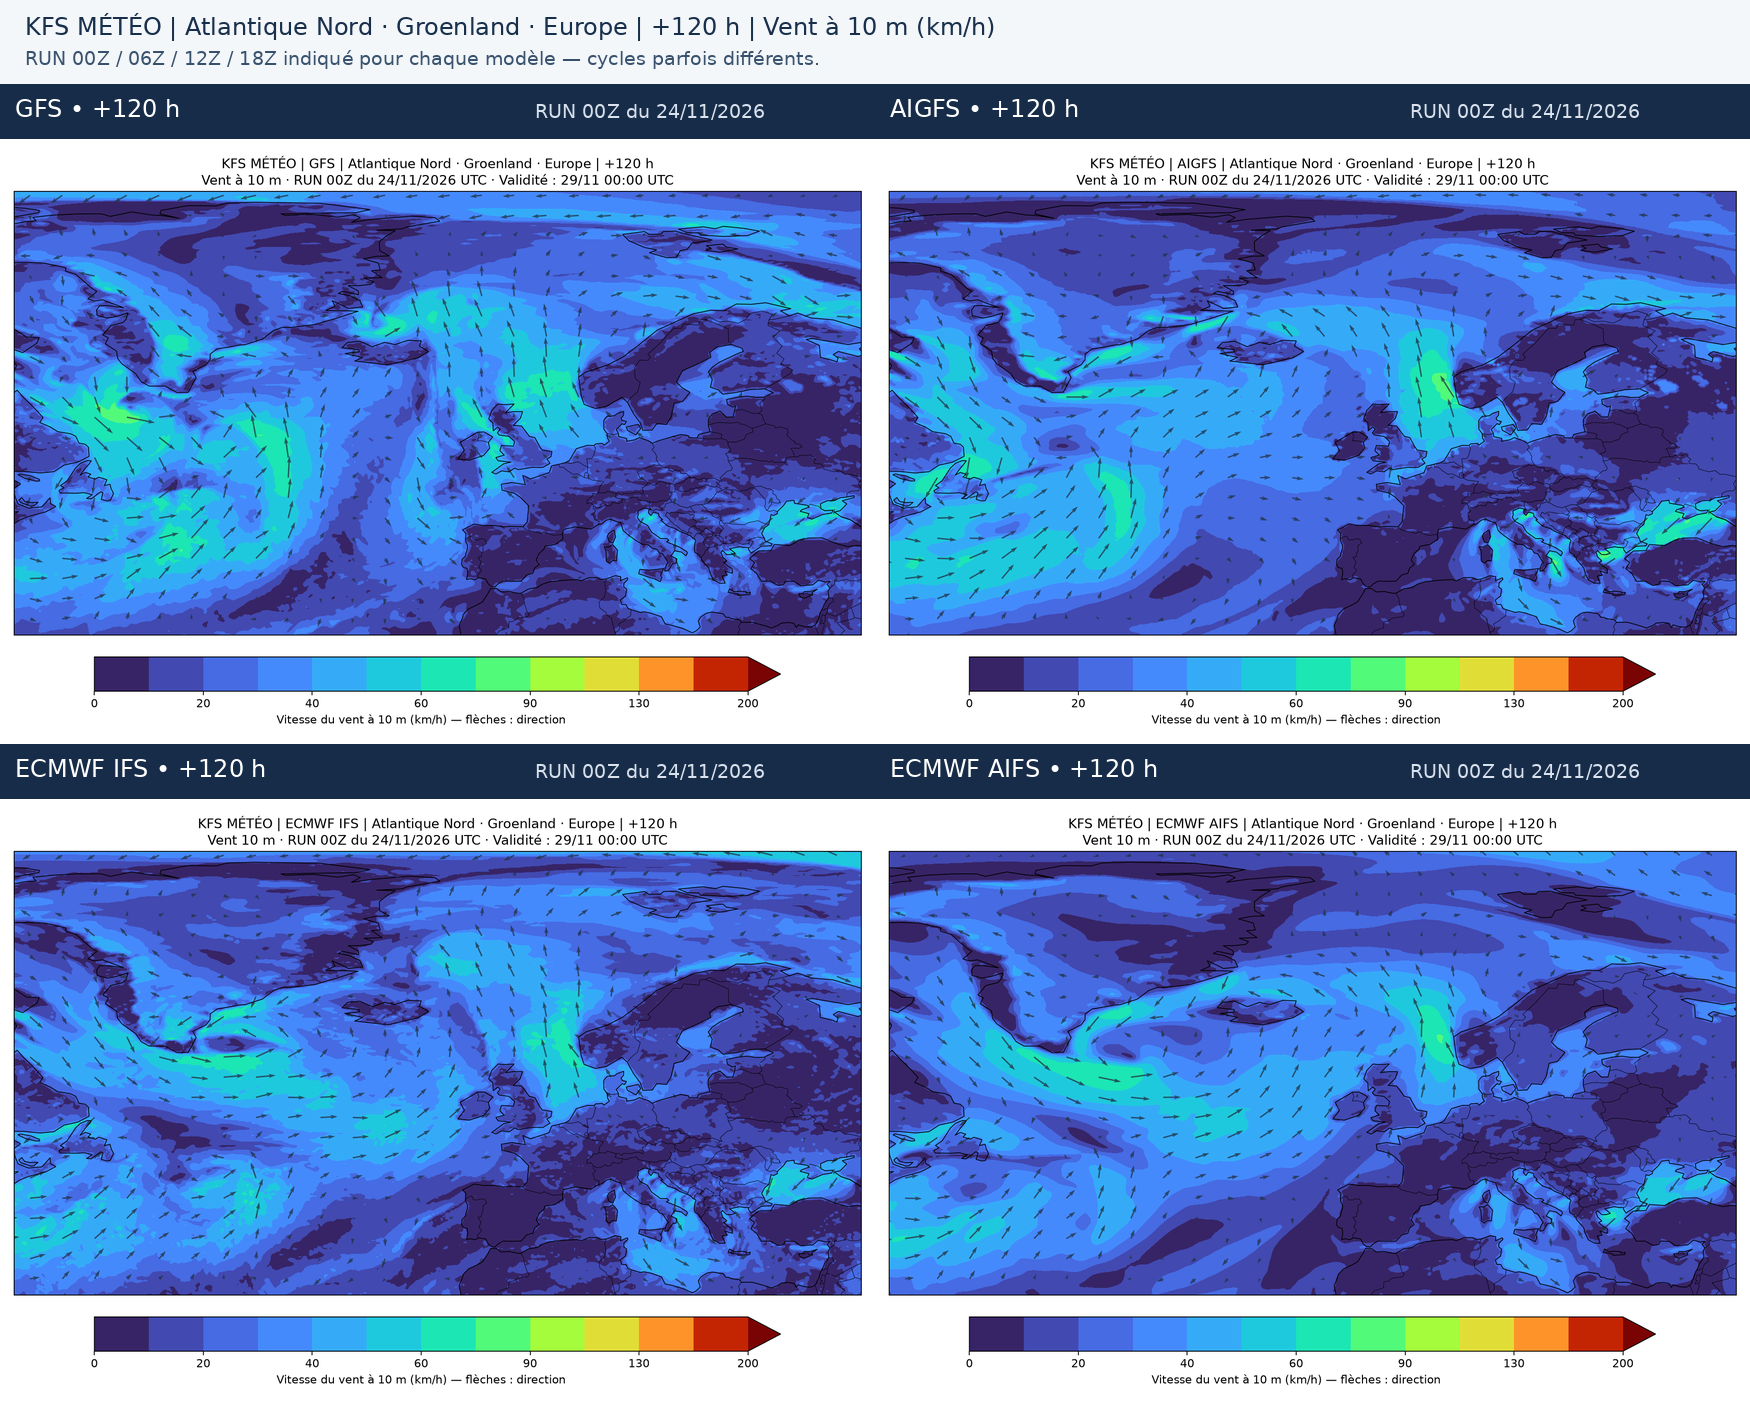 KFS MÉTÉO | Atlantique Nord · Groenland · Europe | +120 h | Vent à 10 m (km/h)
RUN 00Z / 06Z / 12Z / 18Z indiqué pour chaque modèle — cycles parfois différents.
GFS • +120 h
RUN 00Z du 24/11/2026
KFS MÉTÉO | GFS | Atlantique Nord · Groenland · Europe | +120 h
Vent à 10 m · RUN 00Z du 24/11/2026 UTC · Validité : 29/11 00:00 UTC
0 20 40 60 90 130 200
Vitesse du vent à 10 m (km/h) — flèches : direction
AIGFS • +120 h
RUN 00Z du 24/11/2026
KFS MÉTÉO | AIGFS | Atlantique Nord · Groenland · Europe | +120 h
Vent à 10 m · RUN 00Z du 24/11/2026 UTC · Validité : 29/11 00:00 UTC
0 20 40 60 90 130 200
Vitesse du vent à 10 m (km/h) — flèches : direction
ECMWF IFS • +120 h
RUN 00Z du 24/11/2026
KFS MÉTÉO | ECMWF IFS | Atlantique Nord · Groenland · Europe | +120 h
Vent 10 m · RUN 00Z du 24/11/2026 UTC · Validité : 29/11 00:00 UTC
0 20 40 60 90 130 200
Vitesse du vent à 10 m (km/h) — flèches : direction
ECMWF AIFS • +120 h
RUN 00Z du 24/11/2026
KFS MÉTÉO | ECMWF AIFS | Atlantique Nord · Groenland · Europe | +120 h
Vent 10 m · RUN 00Z du 24/11/2026 UTC · Validité : 29/11 00:00 UTC
0 20 40 60 90 130 200
Vitesse du vent à 10 m (km/h) — flèches : direction